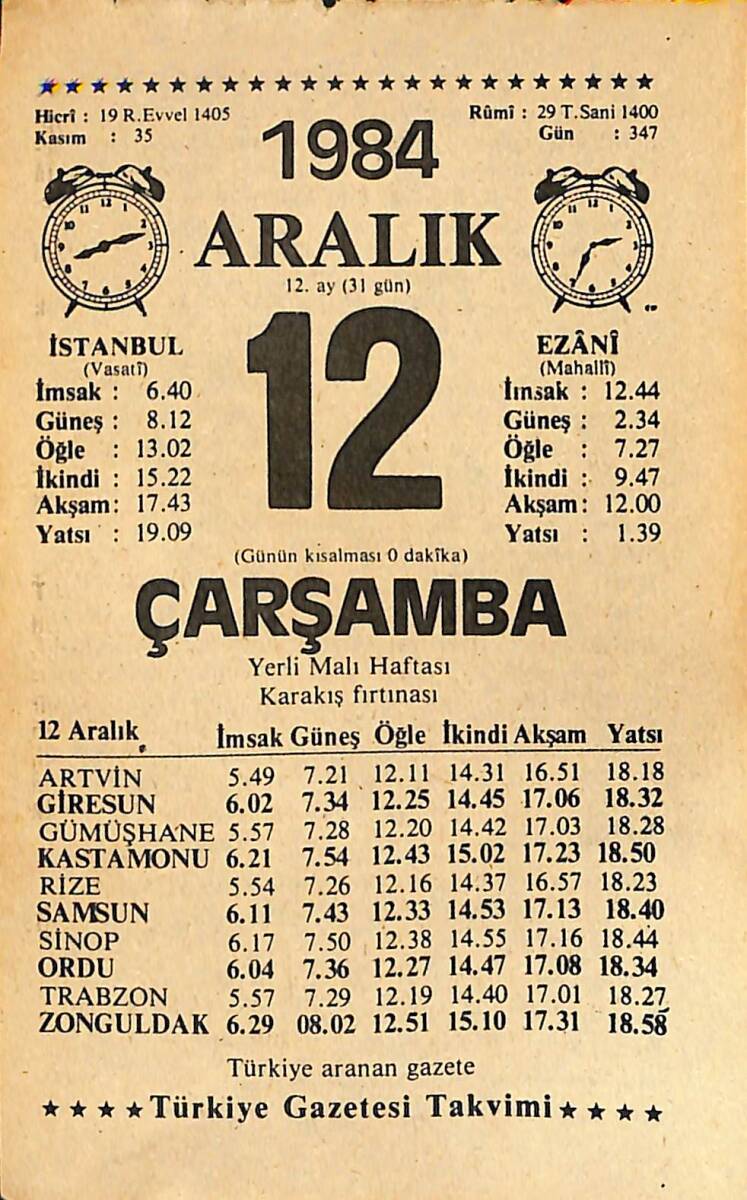 ★ ★ ★ ★ ★ ★ ★ ★ ★ ★ ★ ★ ★ ★ ★ ★ ★ ★ ★ ★ ★ ★ ★ ★
Hicrî : 19 R.Evvel 1405
Kasım : 35
1984
Rûmî : 29 T.Sani 1400
Gün : 347
ARALIK
12. ay (31 gün)
12
İSTANBUL
(Vasatî)
İmsak : 6.40
Güneş : 8.12
Öğle : 13.02
İkindi : 15.22
Akşam: 17.43
Yatsı : 19.09
EZÂNÎ
(Mahallî)
İmsak : 12.44
Güneş : 2.34
Öğle : 7.27
İkindi : 9.47
Akşam: 12.00
Yatsı : 1.39
(Günün kısalması 0 dakîka)
ÇARŞAMBA
Yerli Malı Haftası
Karakış fırtınası
12 Aralık İmsak Güneş Öğle İkindi Akşam Yatsı
ARTVİN 5.49 7.21 12.11 14.31 16.51 18.18
GİRESUN 6.02 7.34 12.25 14.45 17.06 18.32
GÜMÜŞHANE 5.57 7.28 12.20 14.42 17.03 18.28
KASTAMONU 6.21 7.54 12.43 15.02 17.23 18.50
RİZE 5.54 7.26 12.16 14.37 16.57 18.23
SAMSUN 6.11 7.43 12.33 14.53 17.13 18.40
SİNOP 6.17 7.50 12.38 14.55 17.16 18.44
ORDU 6.04 7.36 12.27 14.47 17.08 18.34
TRABZON 5.57 7.29 12.19 14.40 17.01 18.27
ZONGULDAK 6.29 08.02 12.51 15.10 17.31 18.58
Türkiye aranan gazete
★ ★ ★ ★ Türkiye Gazetesi Takvimi ★ ★ ★ ★